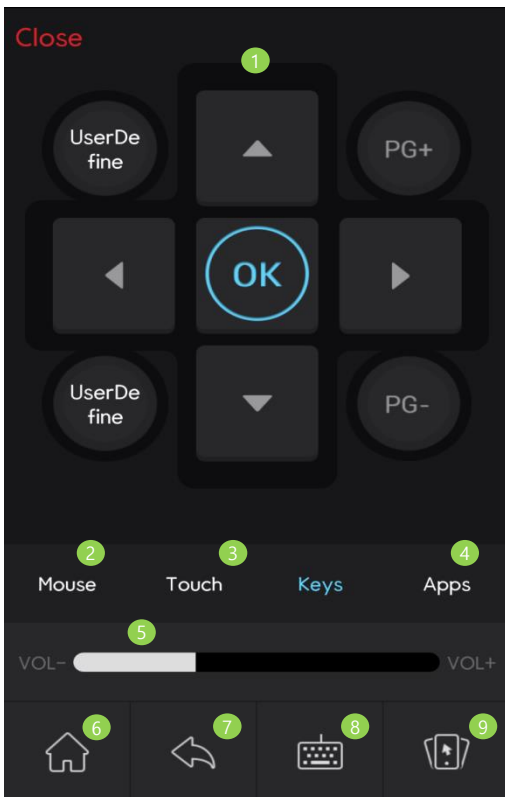 Close
1
UserDe
fine
PG+
OK
UserDe
fine
PG-
2
3
4
Mouse
Touch
Keys
Apps
5
VOL-
VOL+
6
7
8
9